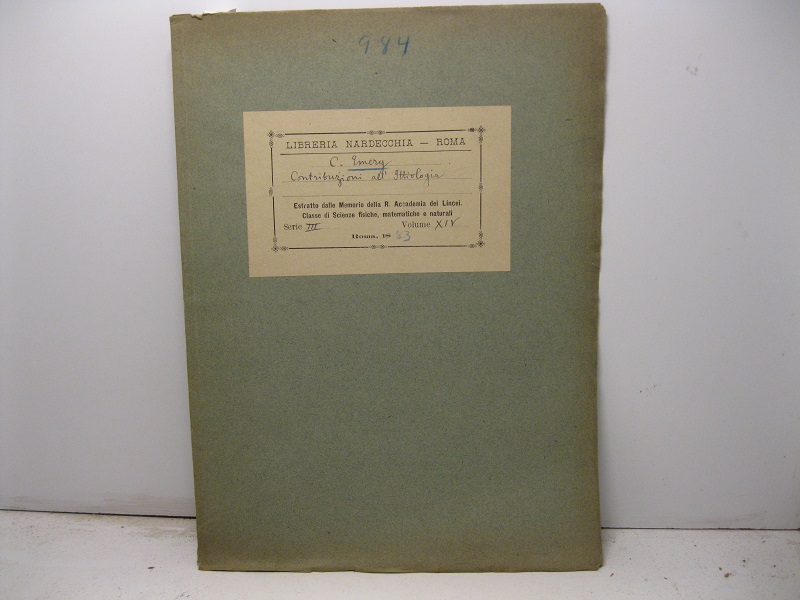 984
LIBRERIA NARDECCHIA — ROMA
C. Emery
Contribuzioni all' Ittiologia
Estratto dalle Memorie della R. Accademia dei Lincei.
Classe di Scienze fisiche, matematiche e naturali
Serie III Volume XIV
Roma, 1883